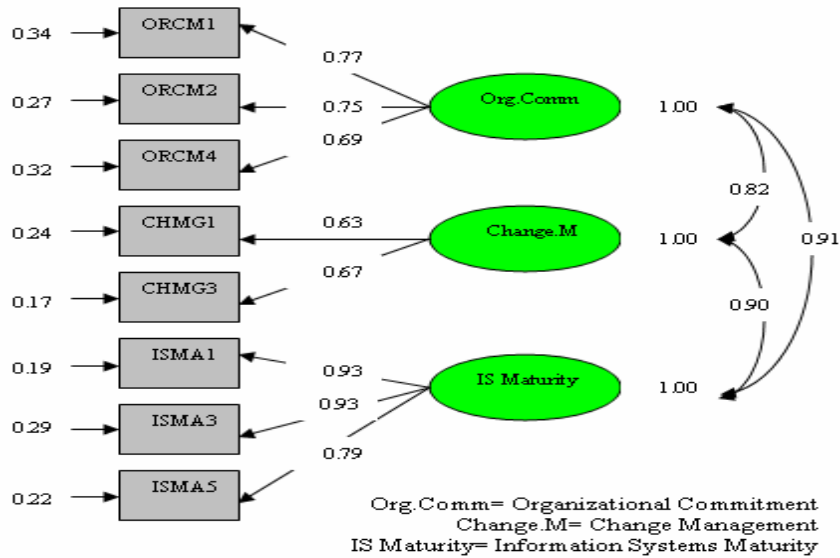 0.34
ORCM1
0.77
0.27
ORCM2
0.75
Org.Comm
1.00
0.69
0.32
ORCM4
0.82
0.24
CHMG1
0.63
Change.M
1.00
0.91
0.67
0.17
CHMG3
0.90
0.19
ISMA1
0.93
IS Maturity
1.00
0.93
0.29
ISMA3
0.79
0.22
ISMA5
Org.Comm= Organizational Commitment
Change.M= Change Management
IS Maturity= Information Systems Maturity